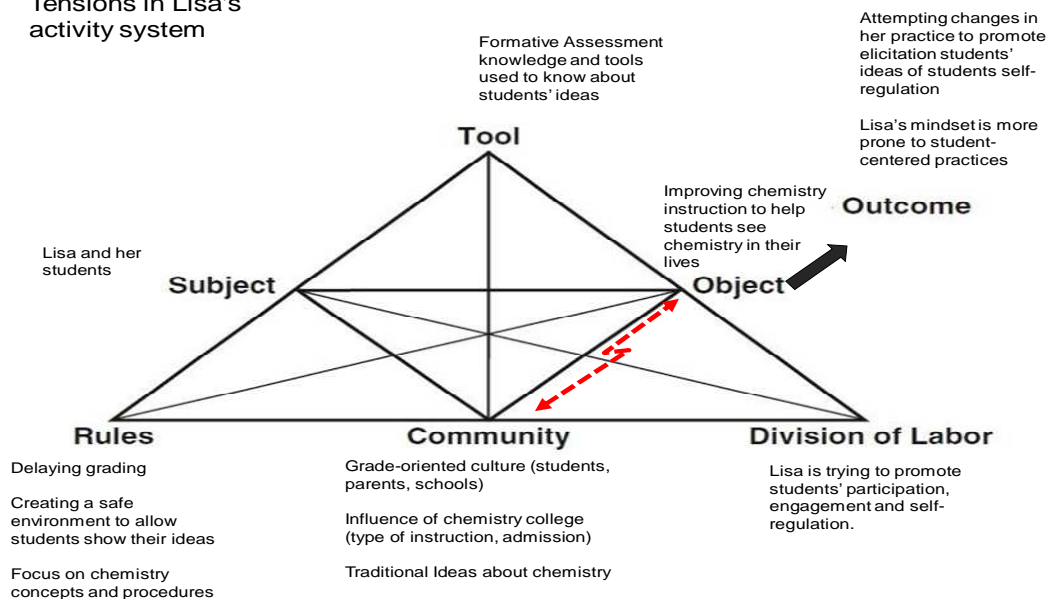 Tensions in Lisa's
activity system
Formative Assessment
knowledge and tools
used to know about
students' ideas
Attempting changes in
her practice to promote
elicitation students'
ideas of students self-
regulation
Lisa's mindset is more
prone to student-
centered practices
Tool
Improving chemistry
instruction to help
students see
chemistry in their
lives
Outcome
Lisa and her
students
Subject
Object
Rules
Community
Division of Labor
Delaying grading
Creating a safe
environment to allow
students show their ideas
Focus on chemistry
concepts and procedures
Grade-oriented culture (students,
parents, schools)
Influence of chemistry college
(type of instruction, admission)
Traditional Ideas about chemistry
Lisa is trying to promote
students' participation,
engagement and self-
regulation.